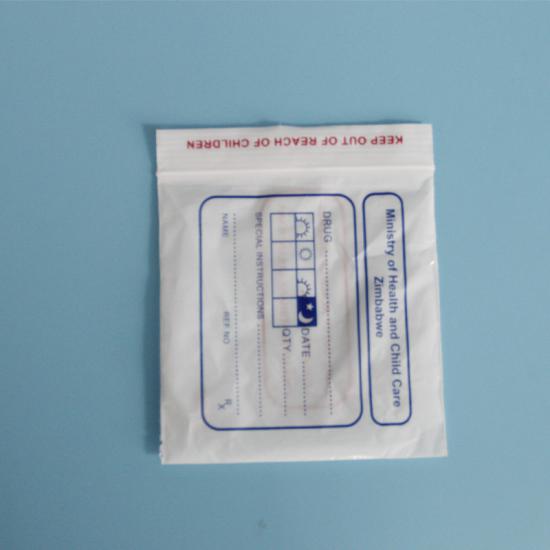 KEEP OUT OF REACH OF CHILDREN
Ministry of Health and Child Care
Zimbabwe
DRUG
DATE
QTY
SPECIAL INSTRUCTIONS
NAME REF NO Rx